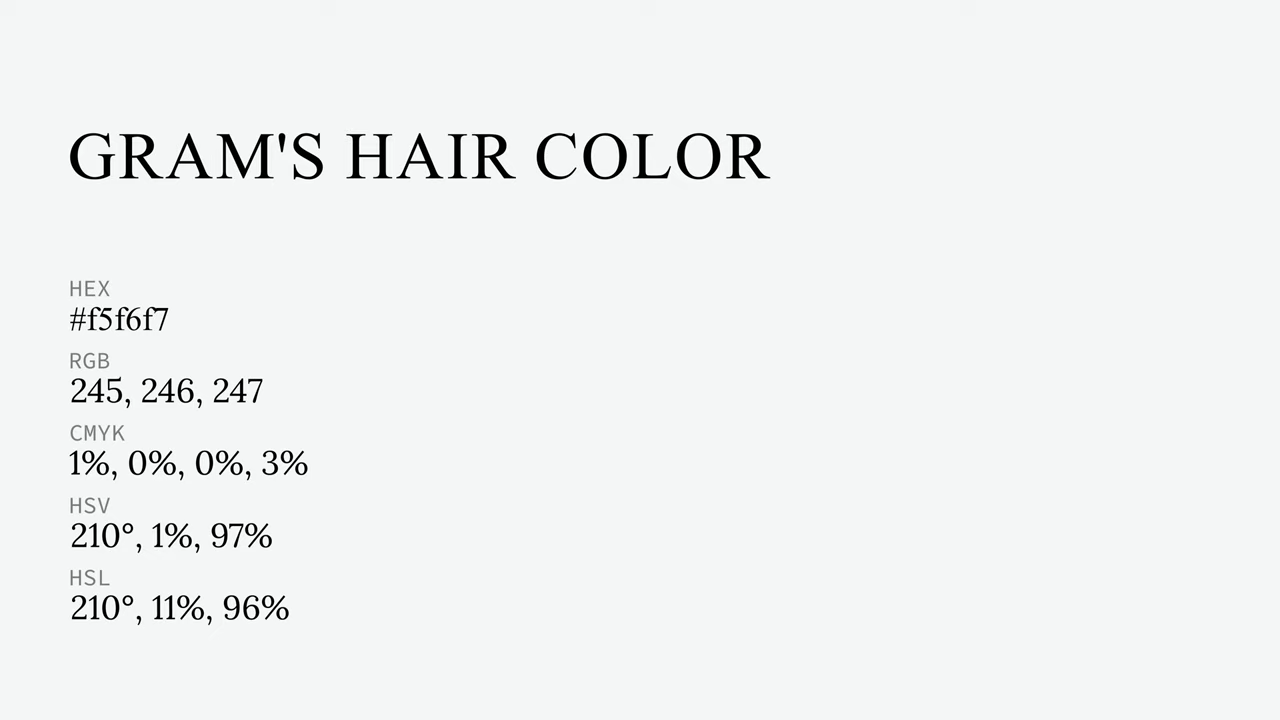 GRAM'S HAIR COLOR
HEX
#f5f6f7
RGB
245, 246, 247
CMYK
1%, 0%, 0%, 3%
HSV
210°, 1%, 97%
HSL
210°, 11%, 96%